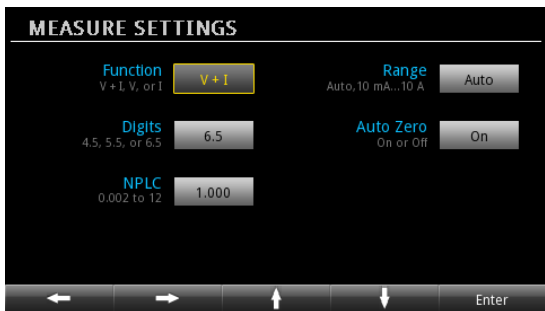 MEASURE SETTINGS
Function
V + I, V, or I
V + I
Range
Auto, 10 mA...10 A
Auto
Digits
4.5, 5.5, or 6.5
6.5
Auto Zero
On or Off
On
NPLC
0.002 to 12
1.000
Enter